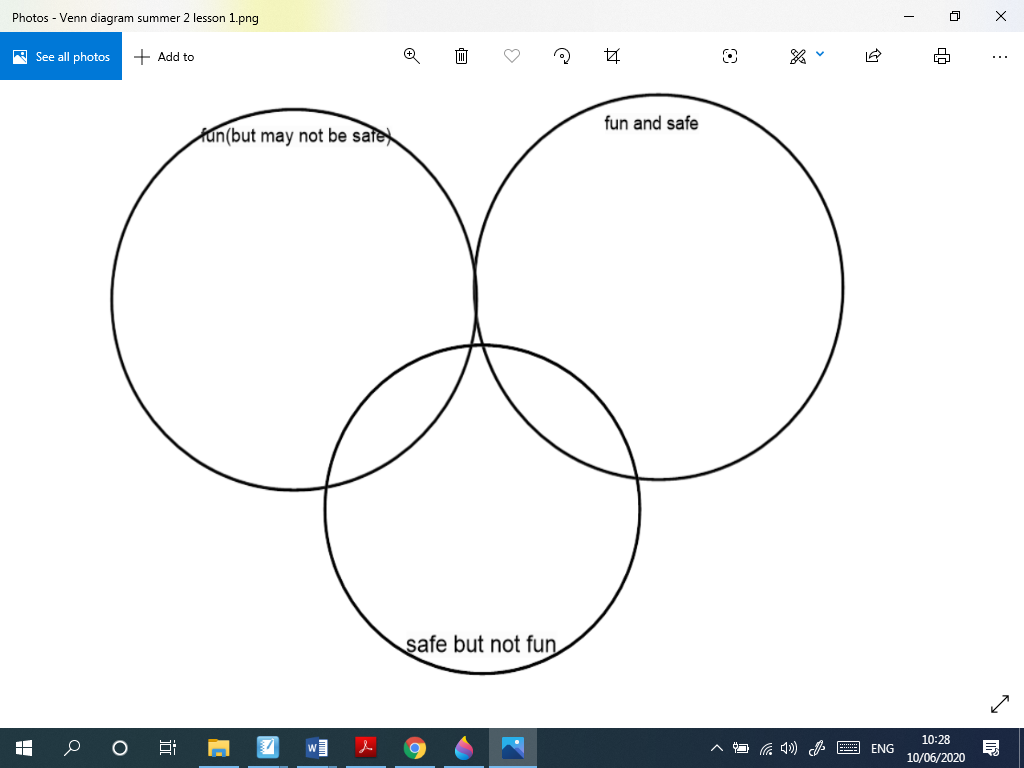 Photos - Venn diagram summer 2 lesson 1.png
See all photos
Add to
fun(but may not be safe)
fun and safe
safe but not fun
ENG
10:28
10/06/2020